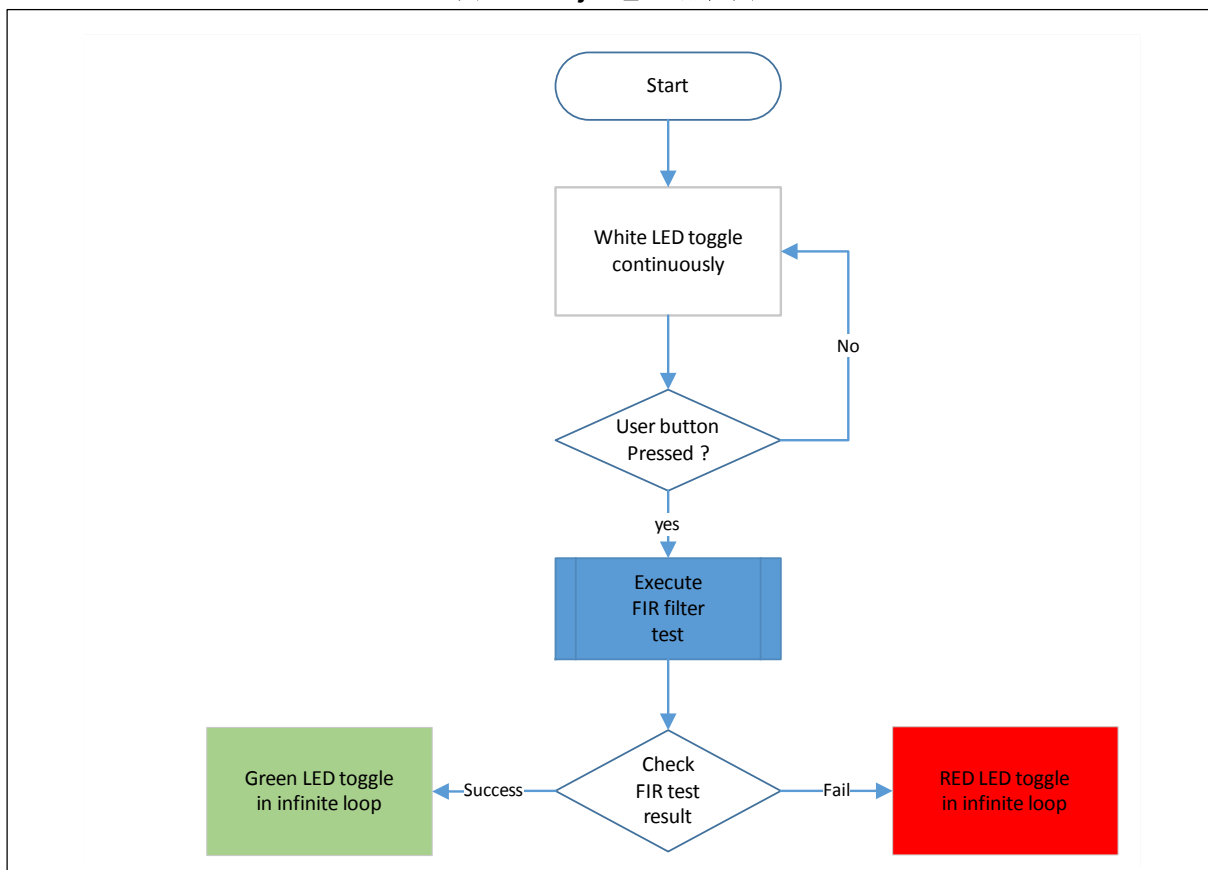 Start
White LED toggle
continuously
No
User button
Pressed ?
yes
Execute
FIR filter
test
Green LED toggle
in infinite loop
Success
Check
FIR test
result
Fail
RED LED toggle
in infinite loop